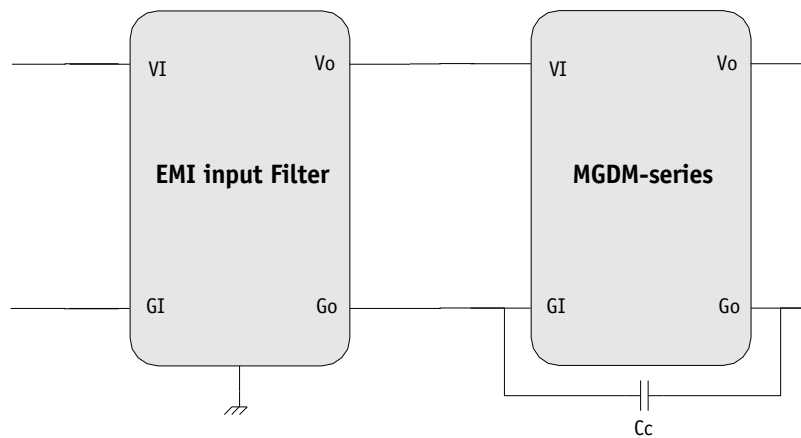 VI
Vo
VI
Vo
EMI input Filter
MGDM-series
GI
Go
GI
Go
Cc